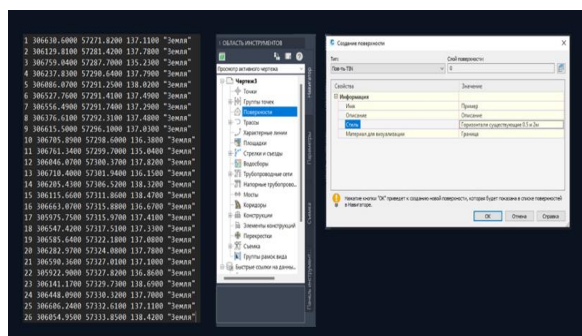 1 306630.6000 57271.8200 137.1100 "Земля"
2 306129.8100 57281.4200 137.7800 "Земля"
3 306759.0400 57287.7000 135.2300 "Земля"
4 306237.8300 57290.6400 137.7900 "Земля"
5 306086.0700 57291.2500 138.0200 "Земля"
6 306527.7600 57291.4100 137.4900 "Земля"
7 306556.4900 57291.7400 137.2900 "Земля"
8 306376.6100 57292.3100 137.4800 "Земля"
9 306615.5000 57296.1000 137.0300 "Земля"
10 306705.8900 57298.6000 136.3800 "Земля"
11 306761.3400 57299.7000 135.0400 "Земля"
12 306046.0700 57300.3700 137.8200 "Земля"
13 306710.4000 57301.9400 136.1500 "Земля"
14 306205.4300 57306.5200 138.3200 "Земля"
15 306115.6600 57311.8600 138.4700 "Земля"
16 306663.0700 57315.8800 136.6700 "Земля"
17 305975.7500 57315.9700 137.4100 "Земля"
18 306547.4200 57317.5100 137.3300 "Земля"
19 306585.6400 57322.1800 137.0800 "Земля"
20 306282.9700 57324.0800 137.7800 "Земля"
21 306590.3600 57327.0100 137.1000 "Земля"
22 305922.9000 57327.8200 136.8600 "Земля"
23 306141.1700 57329.7300 138.6900 "Земля"
24 306448.0900 57330.3200 137.7000 "Земля"
25 306606.2400 57332.6100 137.1100 "Земля"
26 306054.9500 57333.8500 138.4200 "Земля"
ОБЛАСТЬ ИНСТРУМЕНТОВ
Просмотр активного чертежа
Чертеж3
Точки
Группы точек
Поверхности
Трассы
Характерные линии
Площадки
Стрелки и съезды
Водосборы
Трубопроводные сети
Напорные трубопрово...
Мосты
Коридоры
Конструкции
Элементы конструкций
Перекрестки
Съемка
Группы рамок вида
Быстрые ссылки на данны...
Навигатор
Параметры
Съемка
Панель инструмент
Создание поверхности
Тип: Слой поверхности:
Пов-ть TIN 0
Свойства Значение
Информация
Имя Пример
Описание Описание
Стиль Горизонтали существующие 0.5 и 2м
Материал для визуализации Граница
Нажатие кнопки "ОК" приведет к созданию новой поверхности, которая будет показана в списке поверхностей
в Навигаторе.
ОК Отмена Справка